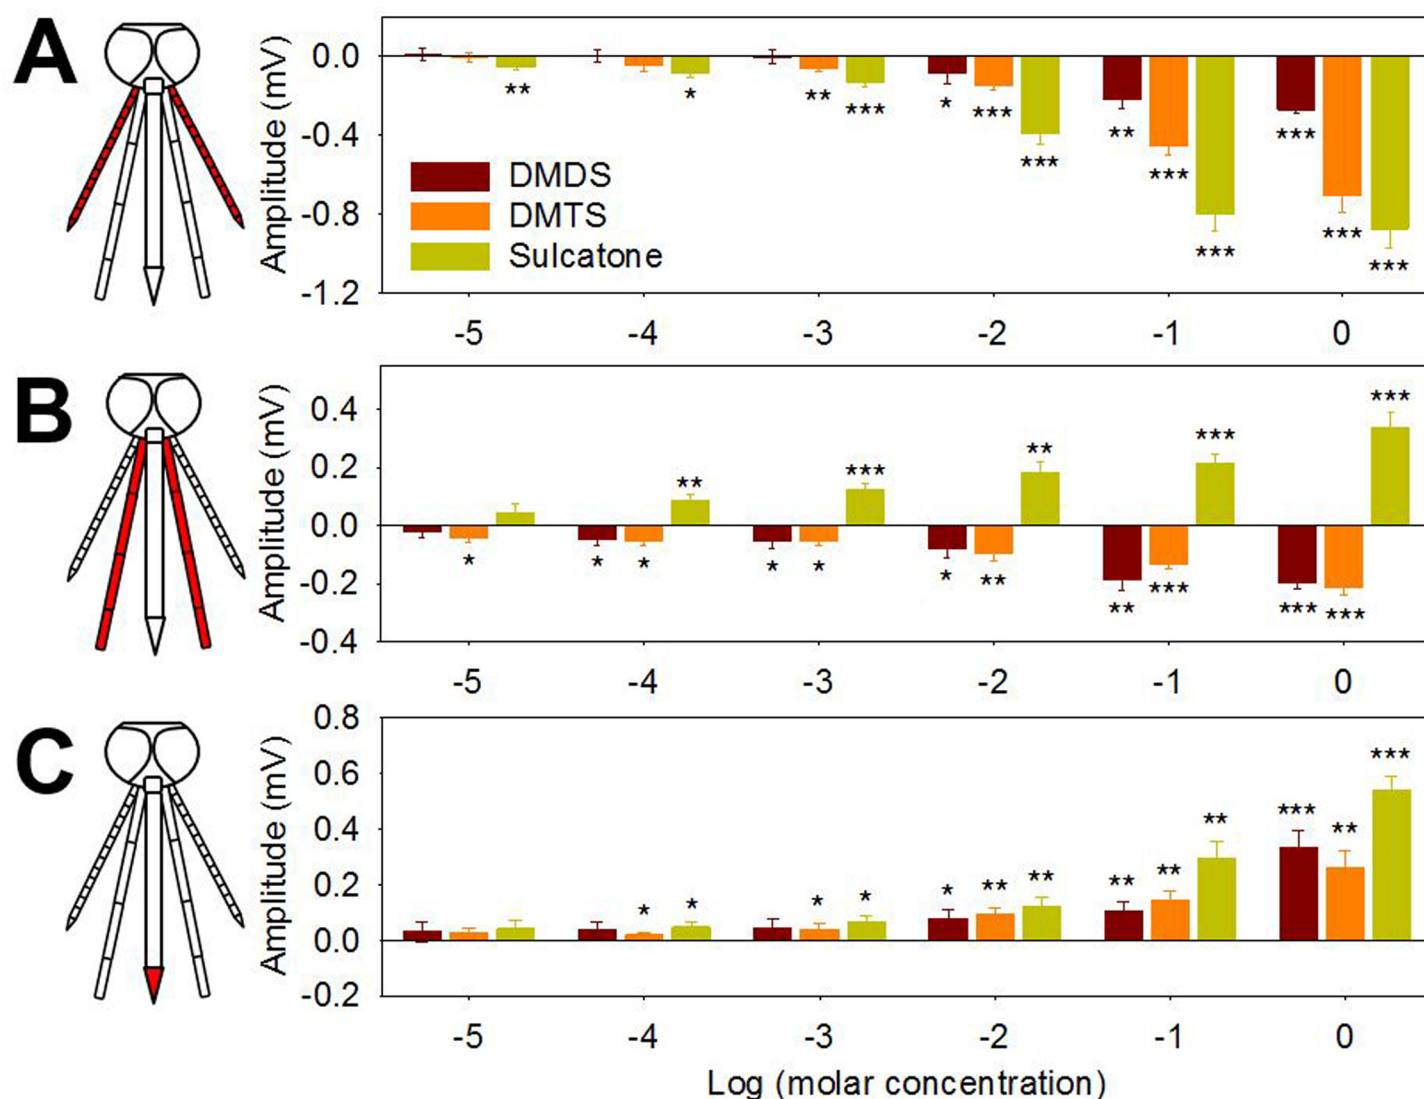 A
Amplitude (mV)
0.0
-0.4
-0.8
-1.2
DMDS
DMTS
Sulcatone
** * ** *** * *** *** ** *** *** *** *** ***
-5 -4 -3 -2 -1 0
B
Amplitude (mV)
0.4
0.2
0.0
-0.2
-0.4
* * * ** * * *** * ** ** ** *** *** *** *** ***
-5 -4 -3 -2 -1 0
C
Amplitude (mV)
0.8
0.6
0.4
0.2
0.0
-0.2
* * * * * ** ** ** ** ** *** ** ***
-5 -4 -3 -2 -1 0
Log (molar concentration)